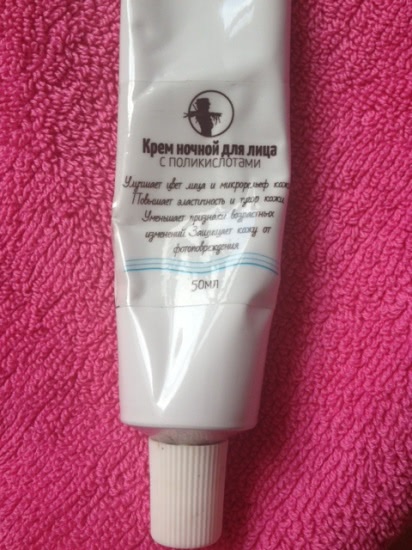 Крем ночной для лица
с поликислотами
Улучшает цвет лица и микрорельеф кожи
Повышает эластичность и тургор кожи
Уменьшает признаки возрастных
изменений Защищает кожу от
фотоповреждения
50мл